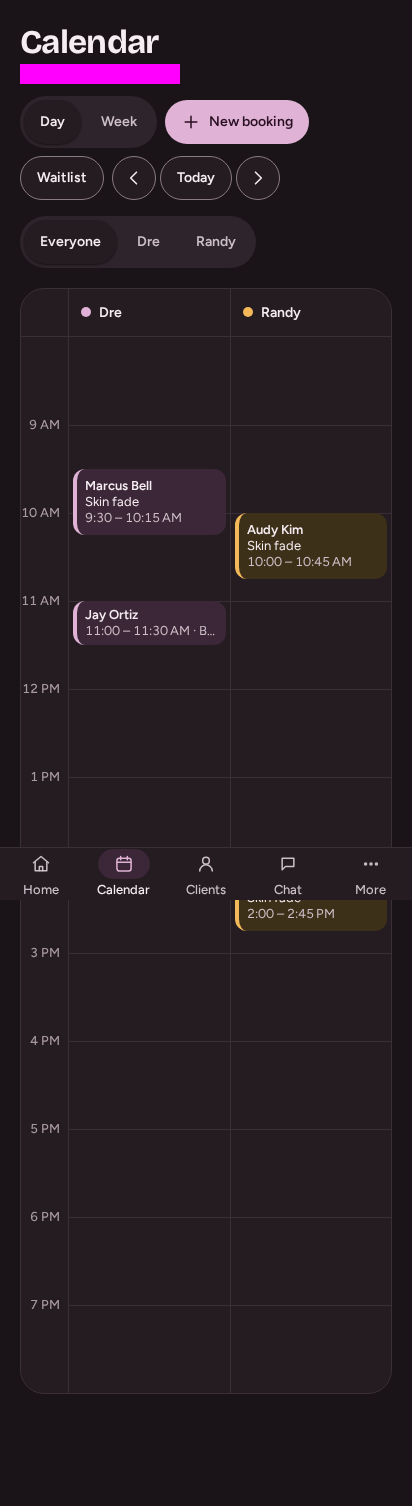 Calendar
Day
Week
New booking
Waitlist
Today
Everyone
Dre
Randy
Dre
Randy
9 AM
Marcus Bell
Skin fade
9:30 – 10:15 AM
10 AM
Audy Kim
Skin fade
10:00 – 10:45 AM
11 AM
Jay Ortiz
11:00 – 11:30 AM · B...
12 PM
1 PM
Home
Calendar
Clients
Chat
More
Skin fade
2:00 – 2:45 PM
3 PM
4 PM
5 PM
6 PM
7 PM